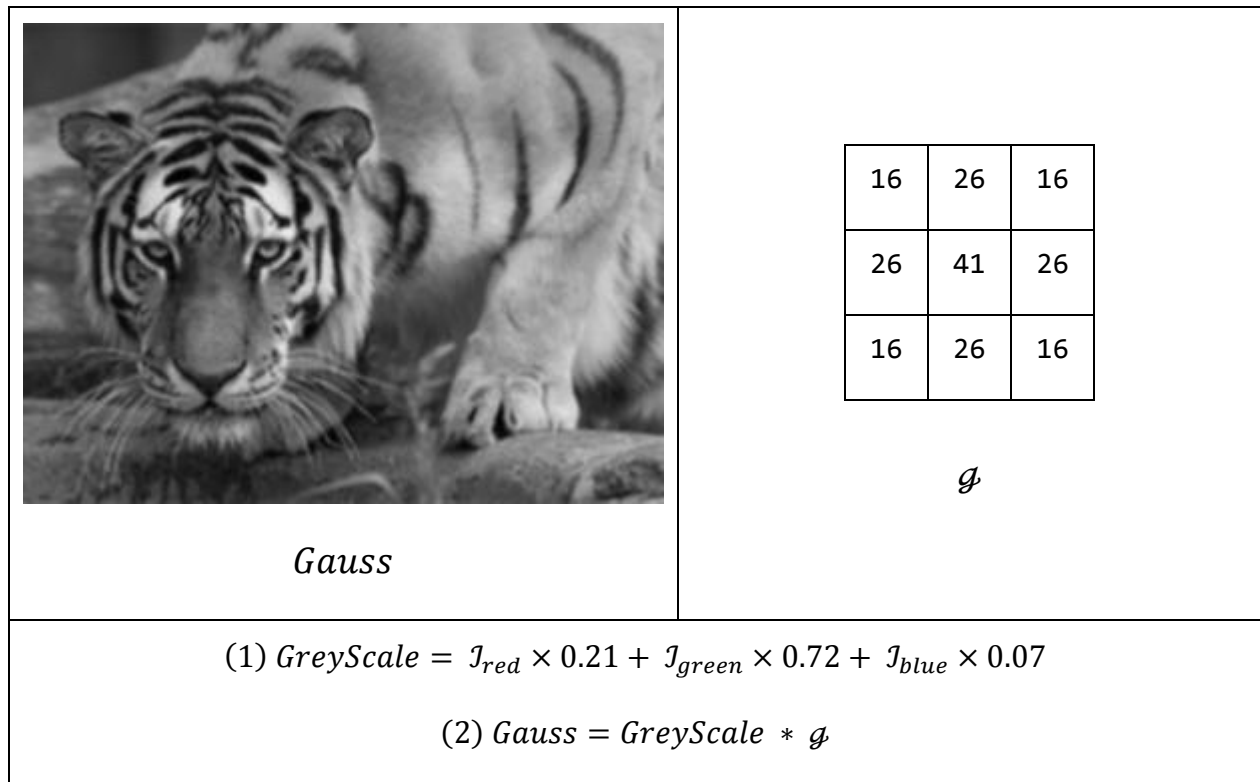 16 26 16
26 41 26
16 26 16
ℊ
Gauss
(1) GreyScale = ℐ_red × 0.21 + ℐ_green × 0.72 + ℐ_blue × 0.07
(2) Gauss = GreyScale * ℊ